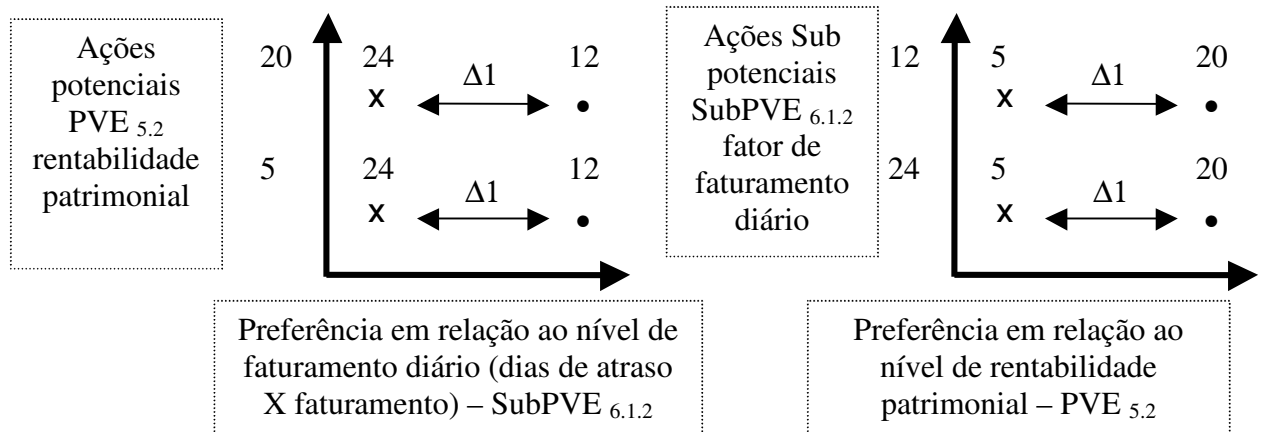 Ações
potenciais
PVE 5.2
rentabilidade
patrimonial
20 24 Δ1 12
x •
5 24 Δ1 12
x •
Preferência em relação ao nível de
faturamento diário (dias de atraso
X faturamento) – SubPVE 6.1.2
Ações Sub
potenciais
SubPVE 6.1.2
fator de
faturamento
diário
12 5 Δ1 20
x •
24 5 Δ1 20
x •
Preferência em relação ao
nível de rentabilidade
patrimonial – PVE 5.2